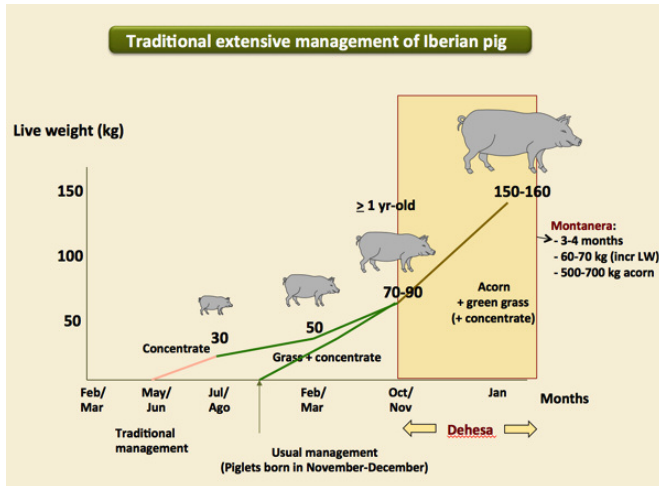 Traditional extensive management of Iberian pig
Live weight (kg)
150
100
50
≥ 1 yr-old
150-160
70-90
50
30
Concentrate
Grass + concentrate
Acorn
+ green grass
(+ concentrate)
Montanera:
- 3-4 months
- 60-70 kg (incr LW)
- 500-700 kg acorn
Feb/
Mar
May/
Jun
Jul/
Ago
Feb/
Mar
Oct/
Nov
Jan
Months
Traditional
management
Usual management
(Piglets born in November-December)
Dehesa